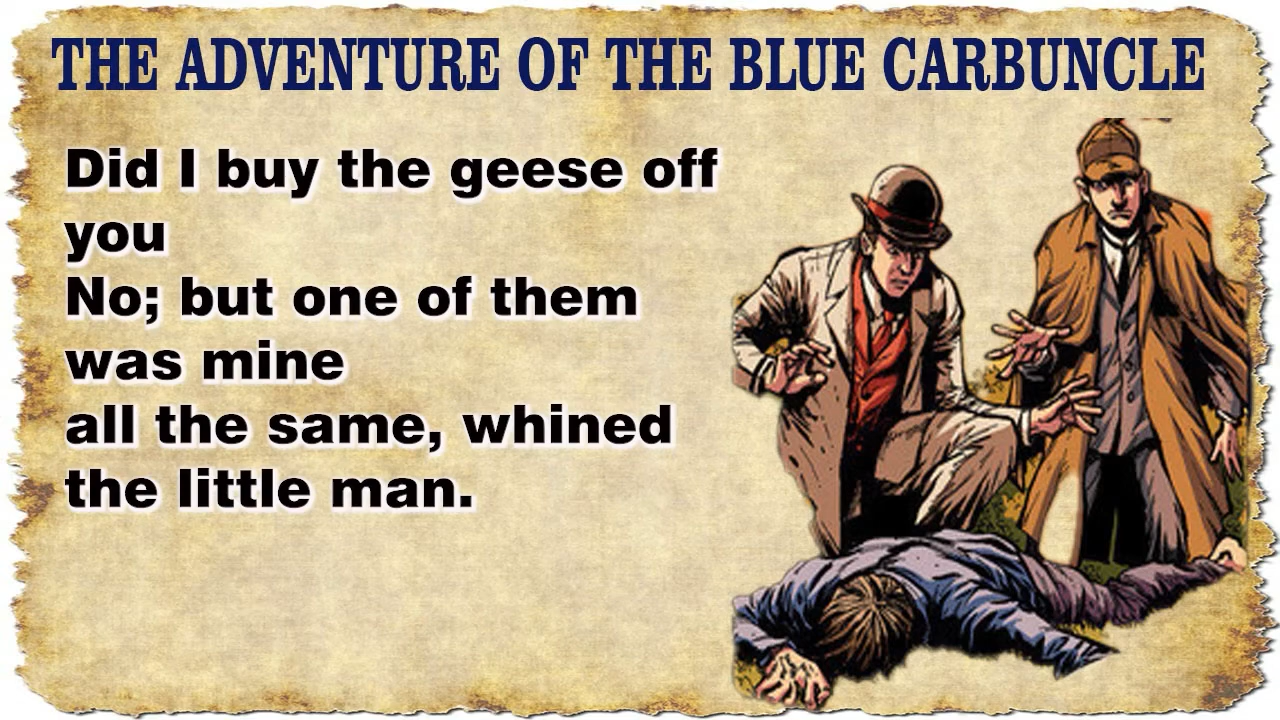 THE ADVENTURE OF THE BLUE CARBUNCLE
Did I buy the geese off
you
No; but one of them
was mine
all the same, whined
the little man.